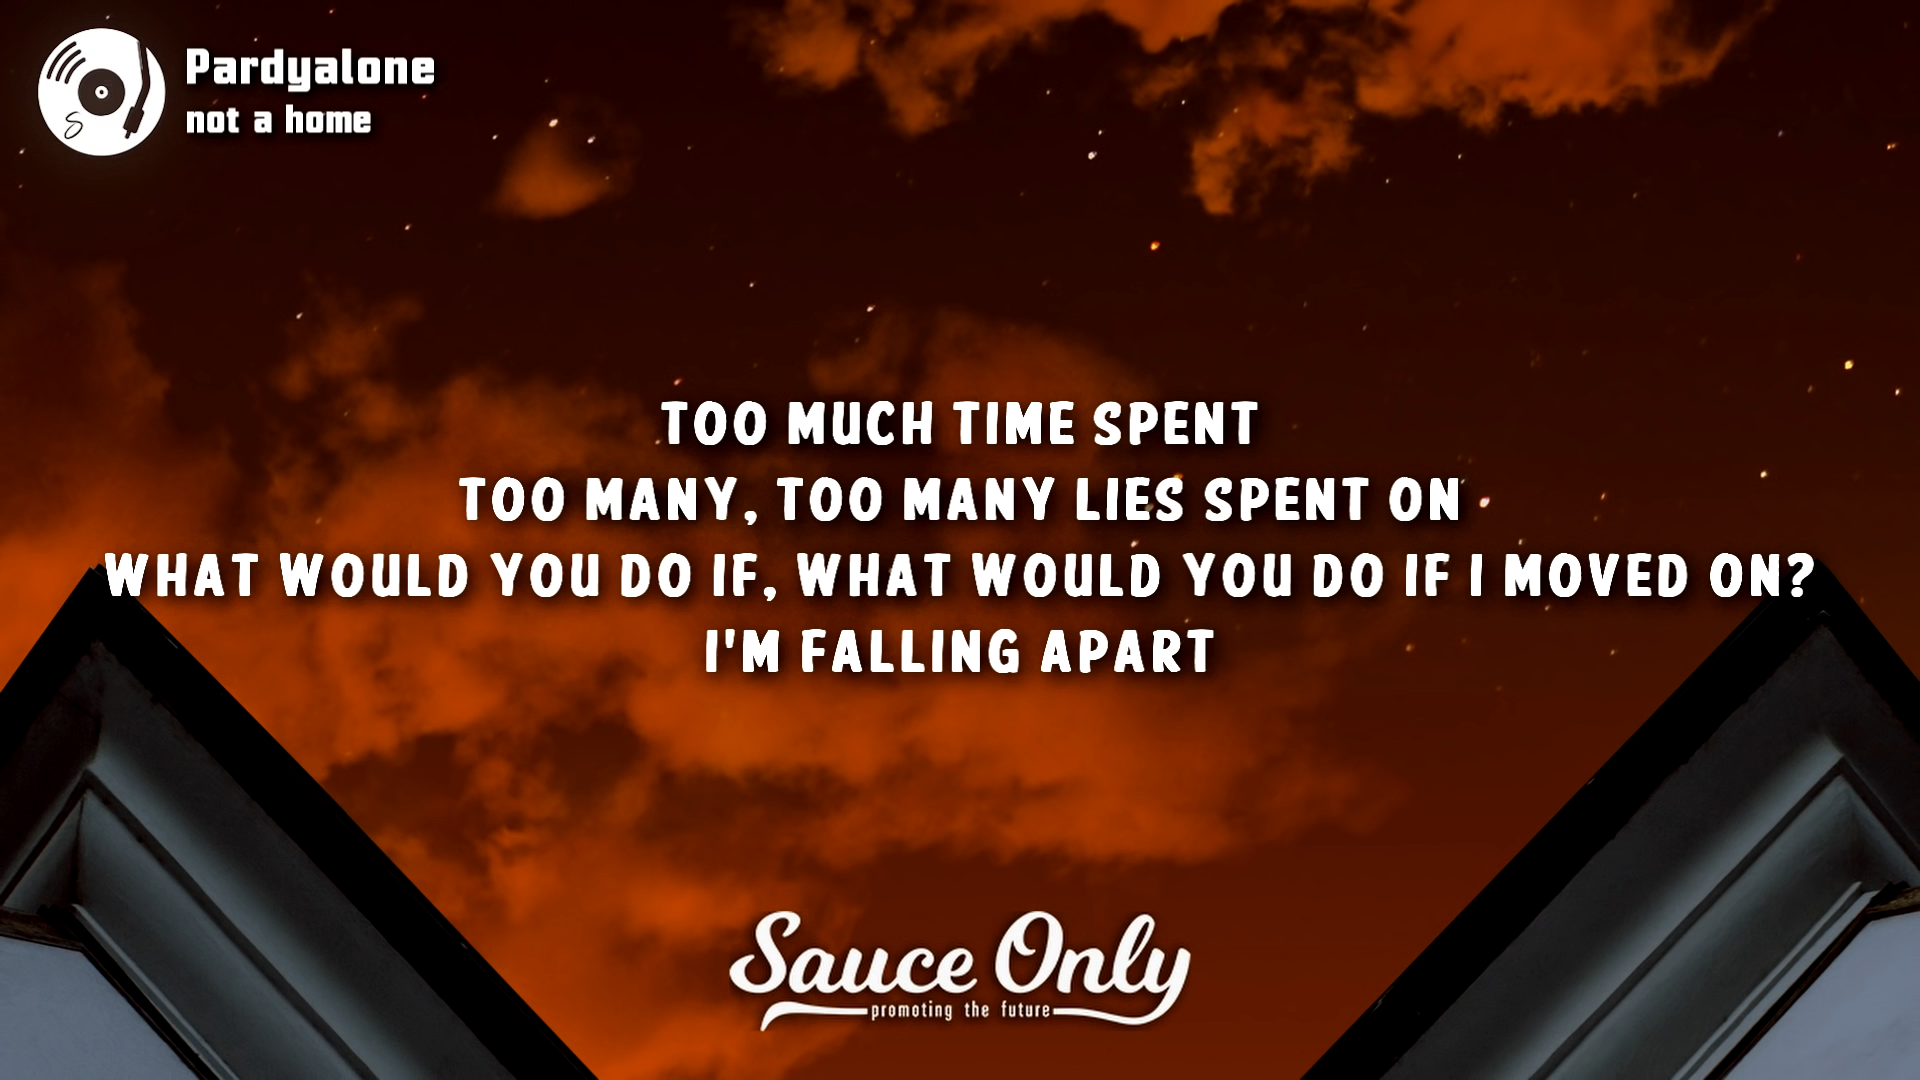 Pardyalone
not a home
TOO MUCH TIME SPENT
TOO MANY, TOO MANY LIES SPENT ON
WHAT WOULD YOU DO IF, WHAT WOULD YOU DO IF I MOVED ON?
I'M FALLING APART
Sauce Only
promoting the future